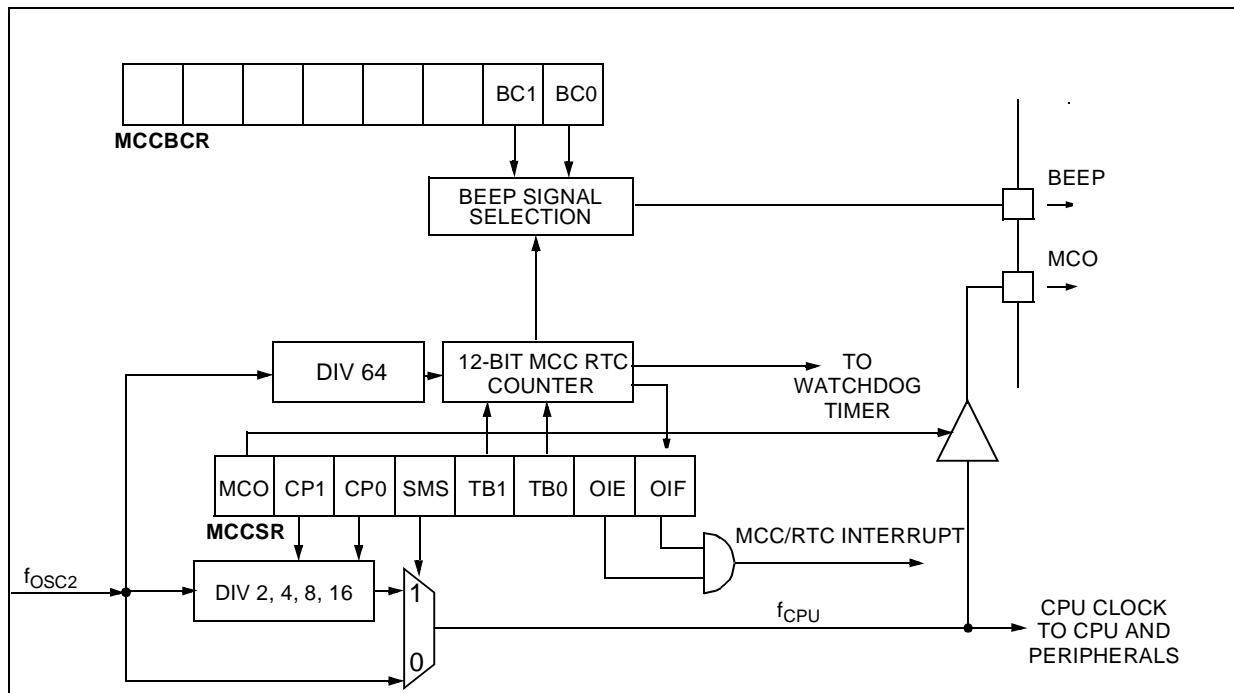 BC1 BC0
MCCBCR
BEEP SIGNAL
SELECTION
BEEP
MCO
DIV 64
12-BIT MCC RTC
COUNTER
TO
WATCHDOG
TIMER
MCO CP1 CP0 SMS TB1 TB0 OIE OIF
MCCSR
MCC/RTC INTERRUPT
fOSC2
DIV 2, 4, 8, 16
1
0
fCPU
CPU CLOCK
TO CPU AND
PERIPHERALS